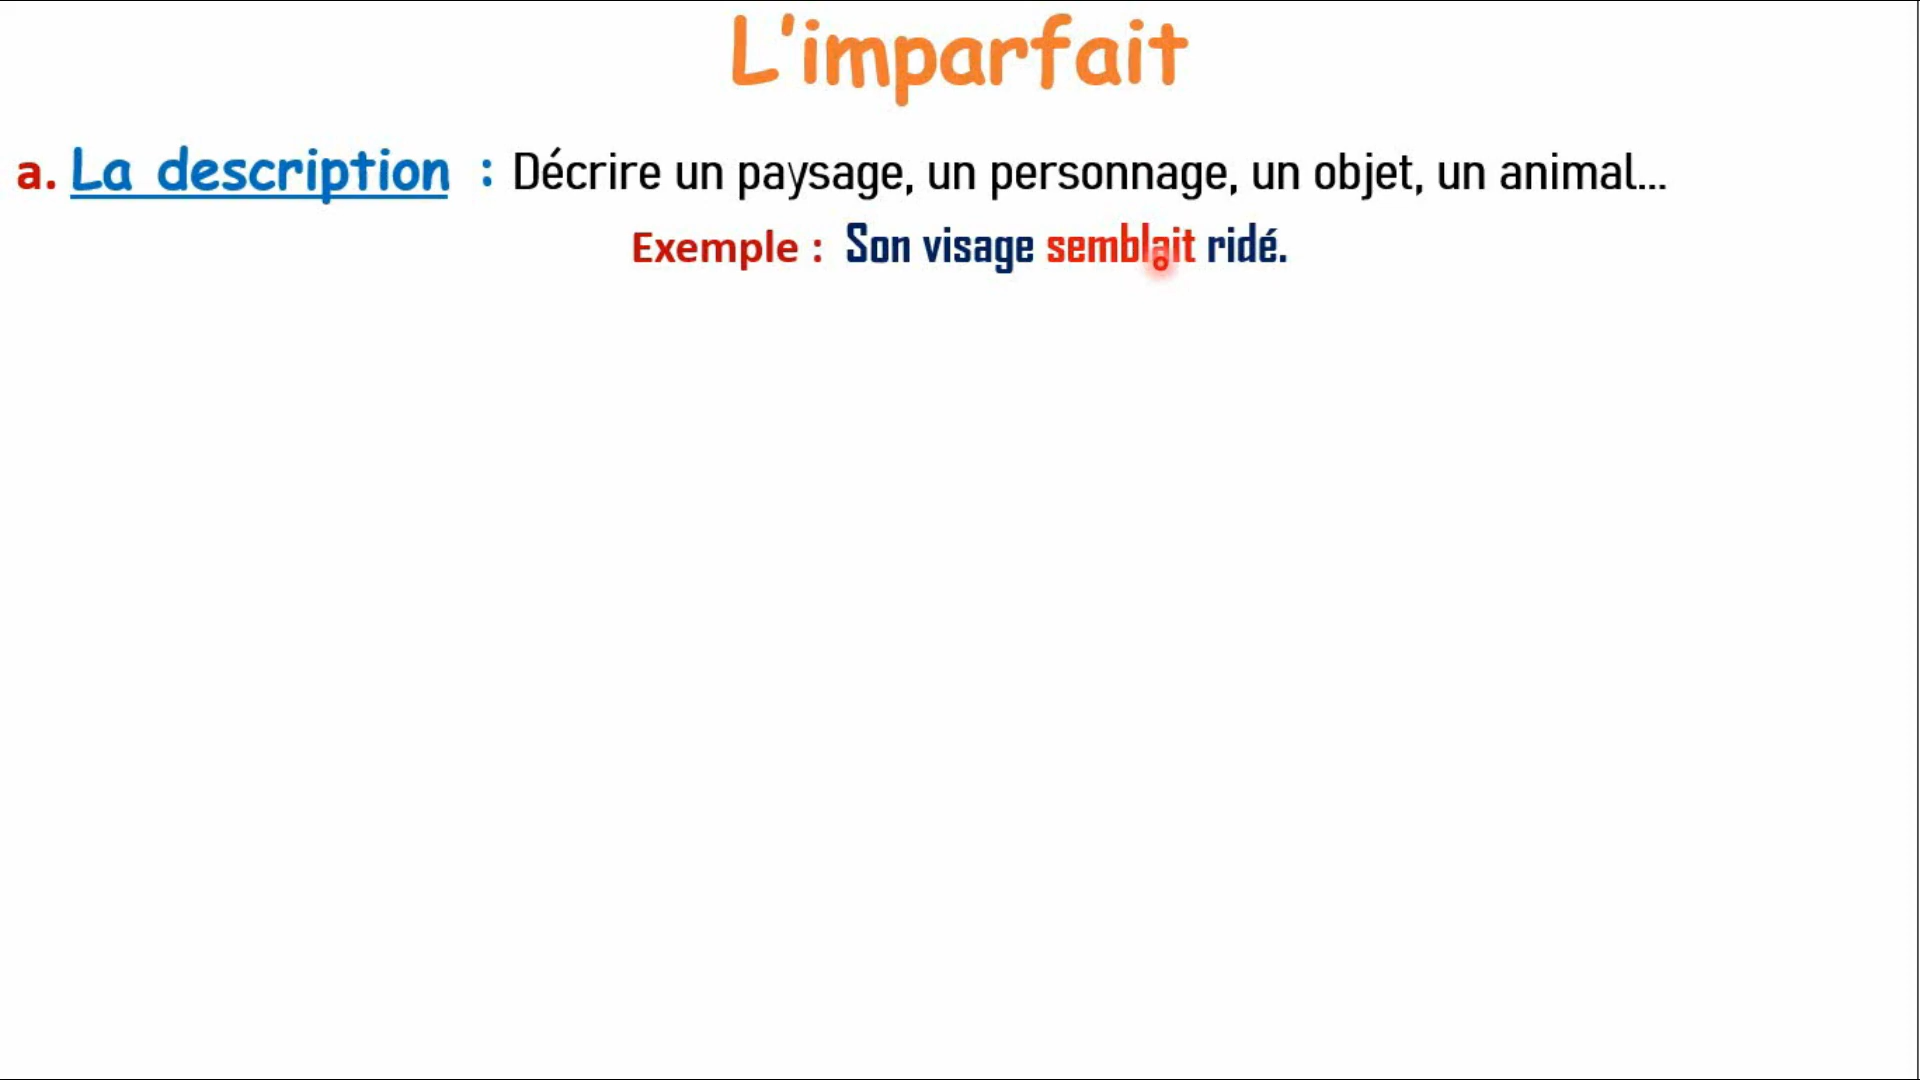 L'imparfait
a. La description : Décrire un paysage, un personnage, un objet, un animal...
Exemple : Son visage semblait ridé.